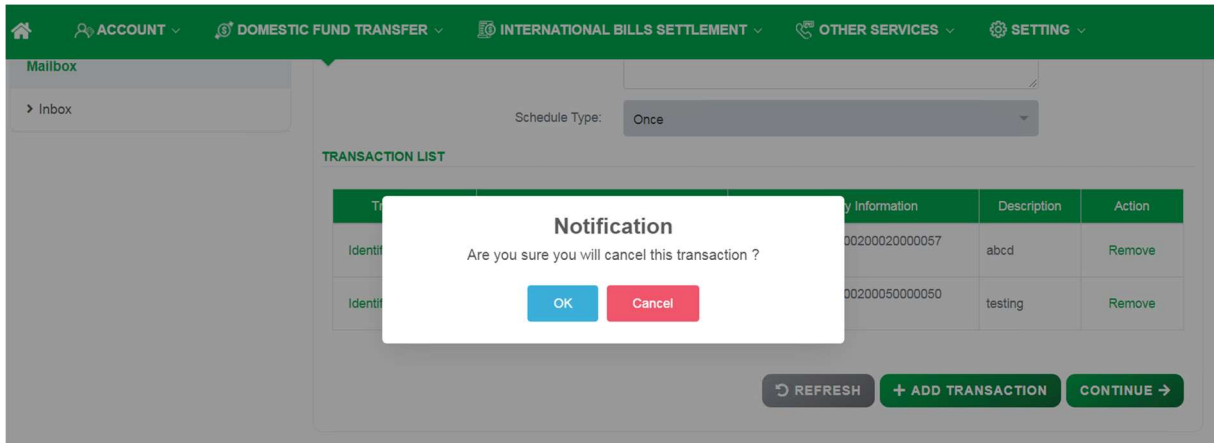 ACCOUNT DOMESTIC FUND TRANSFER INTERNATIONAL BILLS SETTLEMENT OTHER SERVICES SETTING
Mailbox
Inbox
Schedule Type: Once
TRANSACTION LIST
Information Description Action
Notification
Are you sure you will cancel this transaction ?
OK Cancel
00200020000057
abcd Remove
00200050000050
testing Remove
REFRESH + ADD TRANSACTION CONTINUE →